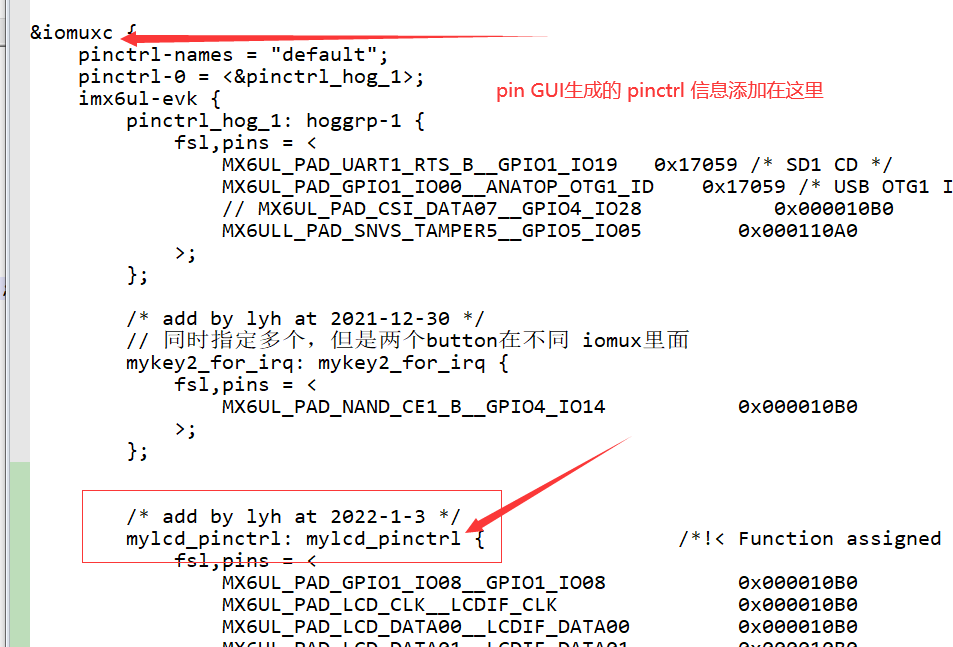 &iomuxc {
pinctrl-names = "default";
pinctrl-0 = <&pinctrl_hog_1>;
pin GUI生成的 pinctrl 信息添加在这里
imx6ul-evk {
pinctrl_hog_1: hoggrp-1 {
fsl,pins = <
MX6UL_PAD_UART1_RTS_B__GPIO1_IO19 0x17059 /* SD1 CD */
MX6UL_PAD_GPIO1_IO00__ANATOP_OTG1_ID 0x17059 /* USB OTG1 I
// MX6UL_PAD_CSI_DATA07__GPIO4_IO28 0x000010B0
MX6ULL_PAD_SNVS_TAMPER5__GPIO5_IO05 0x000110A0
>;
};
/* add by lyh at 2021-12-30 */
// 同时指定多个，但是两个button在不同 iomux里面
mykey2_for_irq: mykey2_for_irq {
fsl,pins = <
MX6UL_PAD_NAND_CE1_B__GPIO4_IO14 0x000010B0
>;
};
/* add by lyh at 2022-1-3 */
mylcd_pinctrl: mylcd_pinctrl { /*!< Function assigned
fsl,pins = <
MX6UL_PAD_GPIO1_IO08__GPIO1_IO08 0x000010B0
MX6UL_PAD_LCD_CLK__LCDIF_CLK 0x000010B0
MX6UL_PAD_LCD_DATA00__LCDIF_DATA00 0x000010B0
MX6UL_PAD_LCD_DATA01__LCDIF_DATA01 0x000010B0